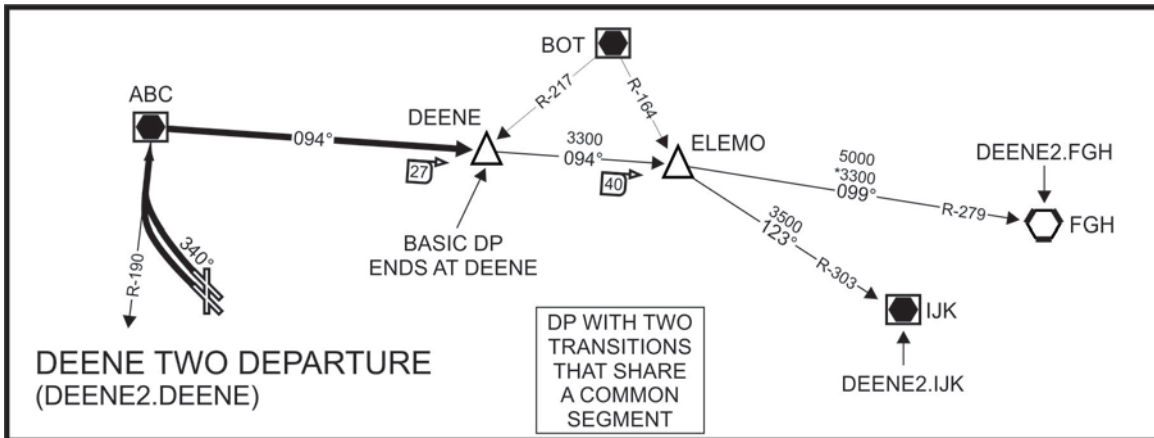 BOT
ABC
R-217
R-164
DEENE
094°
3300
094°
ELEMO
27
40
5000
*3300
099°
DEENE2.FGH
R-279
FGH
3500
123°
R-303
340°
R-190
BASIC DP
ENDS AT DEENE
IJK
DEENE2.IJK
DP WITH TWO
TRANSITIONS
THAT SHARE
A COMMON
SEGMENT
DEENE TWO DEPARTURE
(DEENE2.DEENE)